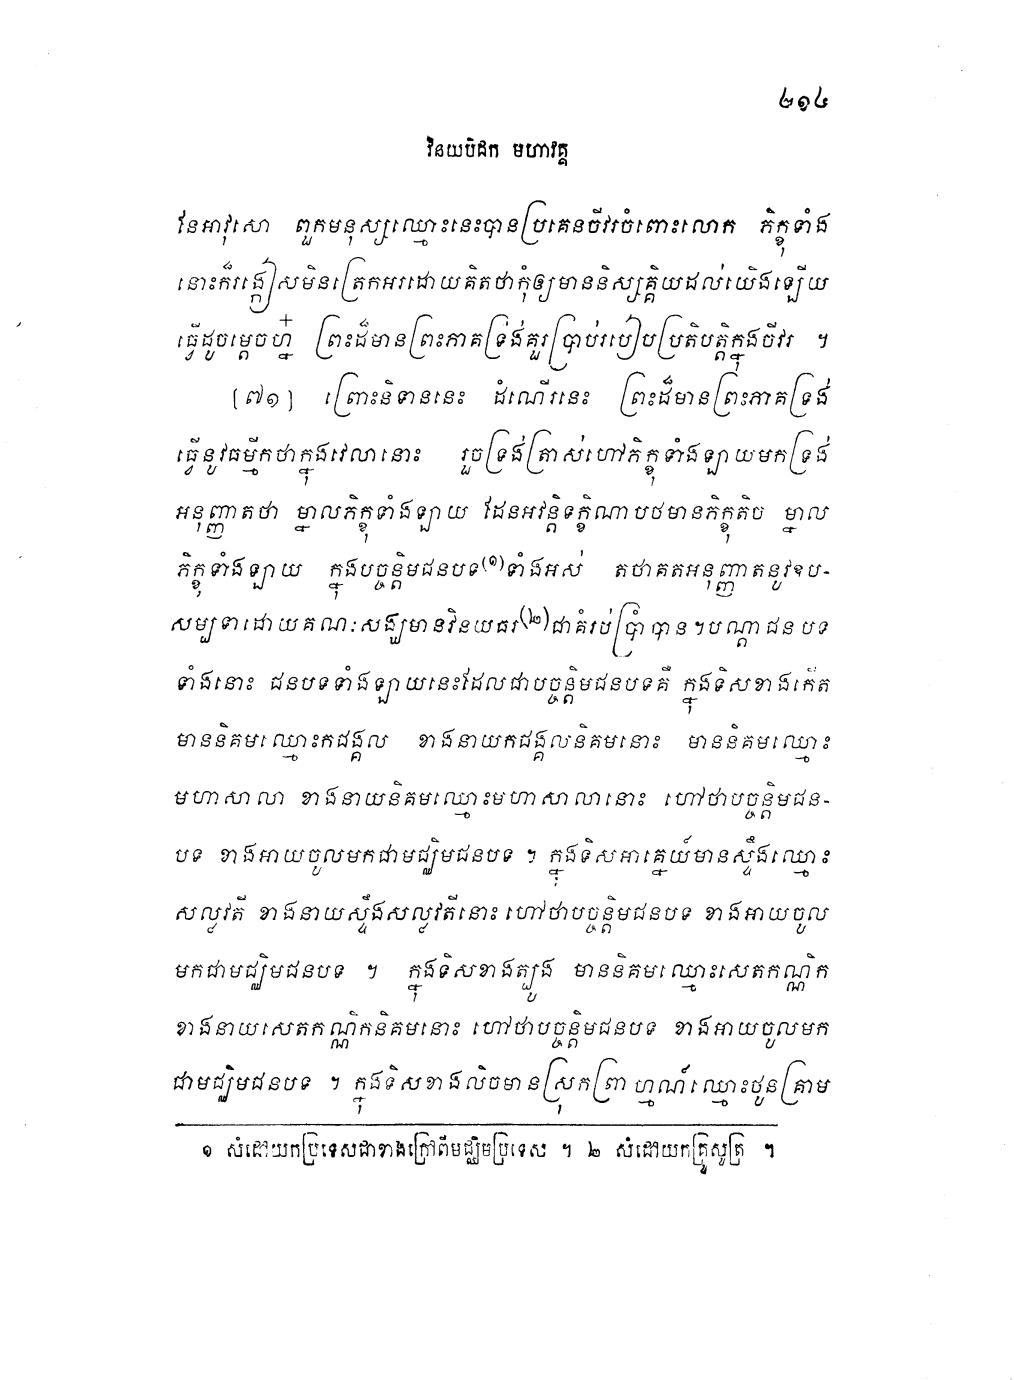 ២១៤
វិនយបិដក មហាវគ្គ
នែអាវុសោ ពួកមនុស្សឈ្មោះនេះបានប្រគេនចីវរចំពោះលោក ភិក្ខុទាំង
នោះក៏រង្កៀសមិនត្រេកអរដោយគិតថាកុំឲ្យមាននិស្សគ្គិយដល់យើងឡើយ
ធ្វើដូចម្តេចហ្ន៎ ព្រះដ៏មានព្រះភាគទ្រង់គួរប្រាប់របៀបប្រតិបត្តិក្នុងចីវរ ។
[៧១] ព្រោះនិទាននេះ ដំណើរនេះ ព្រះដ៏មានព្រះភាគទ្រង់
ធ្វើនូវធម្មីកថាក្នុងវេលានោះ រួចទ្រង់ត្រាស់ហៅភិក្ខុទាំងឡាយមកទ្រង់
អនុញ្ញាតថា ម្នាលភិក្ខុទាំងឡាយ ដែនអវន្តិទក្ខិណាបថមានភិក្ខុតិច ម្នាល
ភិក្ខុទាំងឡាយ ក្នុងបច្ចន្តិមជនបទ(១)ទាំងអស់ តថាគតអនុញ្ញាតនូវឧប-
សម្បទាដោយគណៈសង្ឃមានវិនយធរ(២)ជាគំរប់ប្រាំបាន ។ បណ្តាជនបទ
ទាំងនោះ ជនបទទាំងឡាយនេះដែលជាបច្ចន្តិមជនបទគឺ ក្នុងទិសខាងកើត
មាននិគមឈ្មោះកជង្គល ខាងនាយកជង្គលនិគមនោះ មាននិគមឈ្មោះ
មហាសាលា ខាងនាយនិគមឈ្មោះមហាសាលានោះ ហៅថាបច្ចន្តិមជន-
បទ ខាងអាយចូលមកជាមជ្ឈិមជនបទ ។ ក្នុងទិសអាគ្នេយ៍មានស្ទឹងឈ្មោះ
សល្លវតី ខាងនាយស្ទឹងសល្លវតីនោះ ហៅថាបច្ចន្តិមជនបទ ខាងអាយចូល
មកជាមជ្ឈិមជនបទ ។ ក្នុងទិសខាងត្បូង មាននិគមឈ្មោះសេតកណ្ណិក
ខាងនាយសេតកណ្ណិកនិគមនោះ ហៅថាបច្ចន្តិមជនបទ ខាងអាយចូលមក
ជាមជ្ឈិមជនបទ ។ ក្នុងទិសខាងលិចមានស្រុកព្រាហ្មណ៍ឈ្មោះថូនគ្រាម
១ សំដៅយកប្រទេសជាខាងក្រៅពីមជ្ឈិមប្រទេស ។ ២ សំដៅយកគ្រូសូត្រ ។